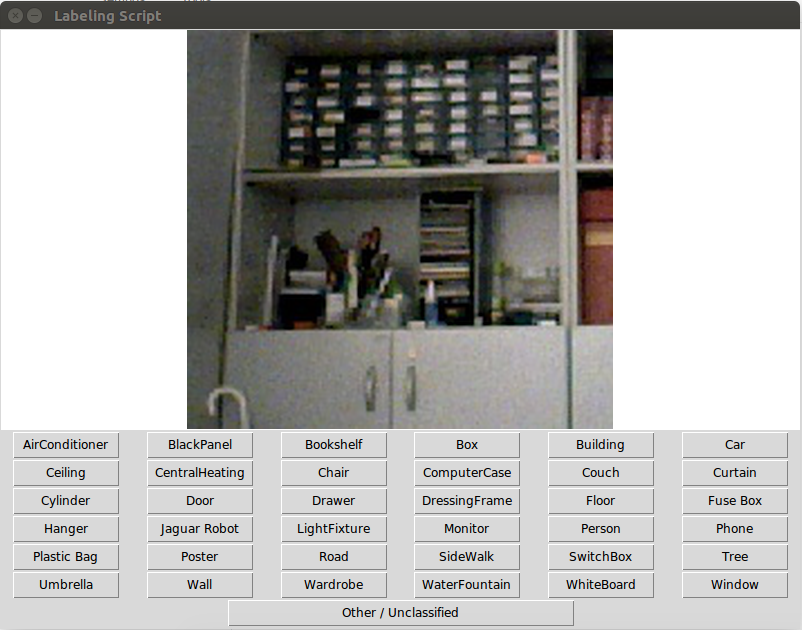 Labeling Script
AirConditioner BlackPanel Bookshelf Box Building Car
Ceiling CentralHeating Chair ComputerCase Couch Curtain
Cylinder Door Drawer DressingFrame Floor Fuse Box
Hanger Jaguar Robot LightFixture Monitor Person Phone
Plastic Bag Poster Road SideWalk SwitchBox Tree
Umbrella Wall Wardrobe WaterFountain WhiteBoard Window
Other / Unclassified